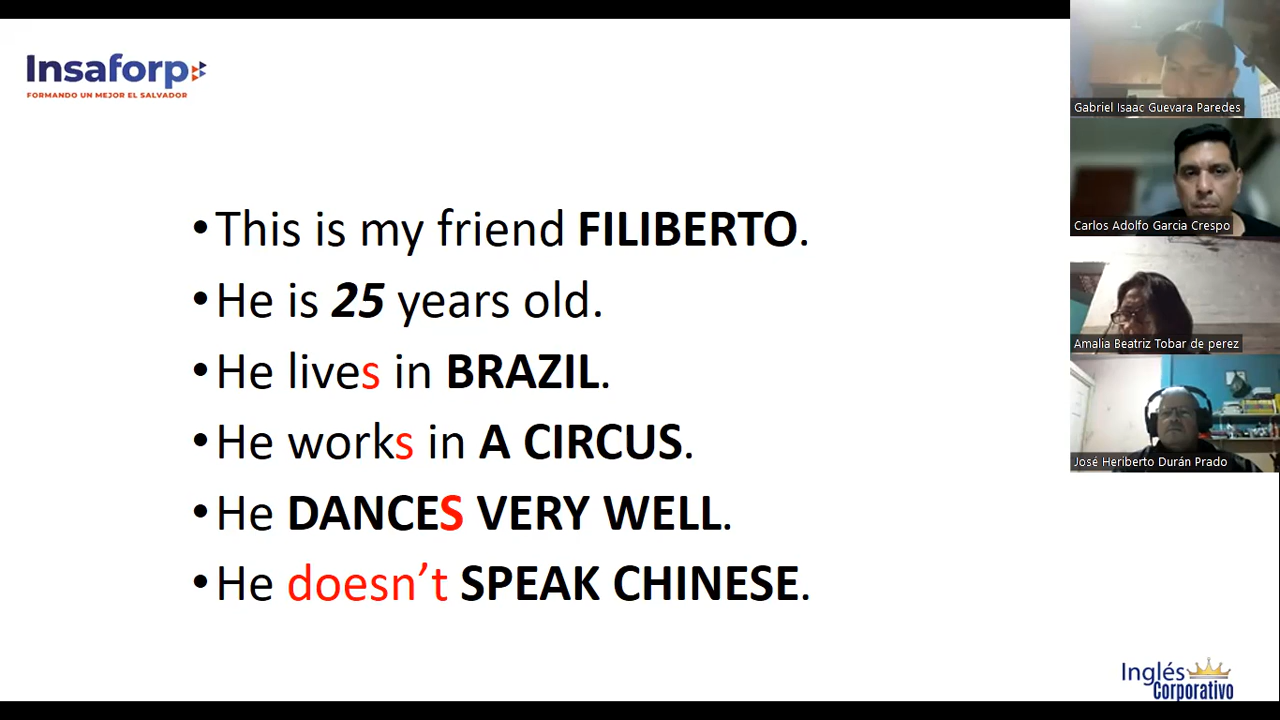 Insaforp
FORMANDO UN MEJOR EL SALVADOR
•This is my friend FILIBERTO.
•He is 25 years old.
•He lives in BRAZIL.
•He works in A CIRCUS.
•He DANCES VERY WELL.
•He doesn’t SPEAK CHINESE.
Gabriel Isaac Guevara Paredes
Carlos Adolfo Garcia Crespo
Amalia Beatriz Tobar de perez
José Heriberto Durán Prado
Inglés
Corporativo